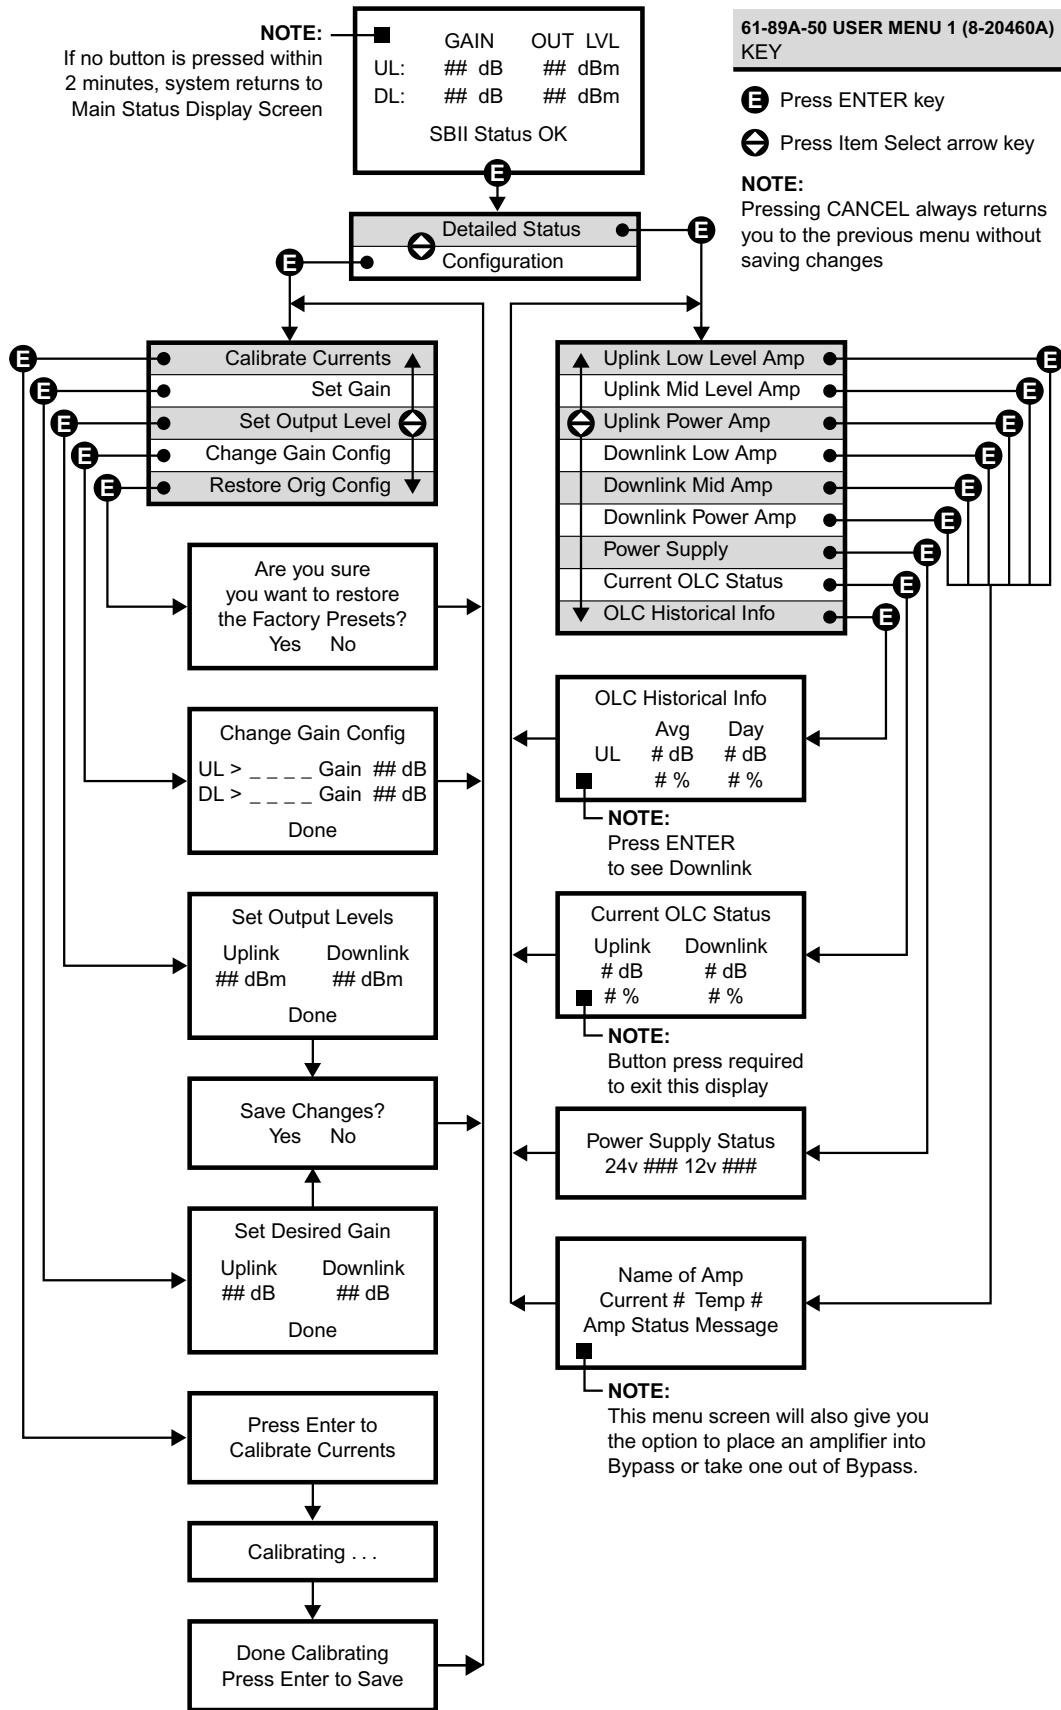 NOTE:
If no button is pressed within
2 minutes, system returns to
Main Status Display Screen
GAIN OUT LVL
UL: ## dB ## dBm
DL: ## dB ## dBm
SBII Status OK
61-89A-50 USER MENU 1 (8-20460A)
KEY
E Press ENTER key
Press Item Select arrow key
NOTE:
Pressing CANCEL always returns
you to the previous menu without
saving changes
E
Detailed Status E
E Configuration
E Calibrate Currents
E Set Gain
E Set Output Level
E Change Gain Config
E Restore Orig Config
Uplink Low Level Amp E
Uplink Mid Level Amp E
Uplink Power Amp E
Downlink Low Amp E
Downlink Mid Amp E
Downlink Power Amp E
Power Supply E
Current OLC Status E
OLC Historical Info E
Are you sure
you want to restore
the Factory Presets?
Yes No
Change Gain Config
UL > _ _ _ _ Gain ## dB
DL > _ _ _ _ Gain ## dB
Done
Set Output Levels
Uplink Downlink
## dBm ## dBm
Done
Save Changes?
Yes No
Set Desired Gain
Uplink Downlink
## dB ## dB
Done
Press Enter to
Calibrate Currents
Calibrating . . .
Done Calibrating
Press Enter to Save
OLC Historical Info
Avg Day
UL # dB # dB
# % # %
NOTE:
Press ENTER
to see Downlink
Current OLC Status
Uplink Downlink
# dB # dB
# % # %
NOTE:
Button press required
to exit this display
Power Supply Status
24v ### 12v ###
Name of Amp
Current # Temp #
Amp Status Message
NOTE:
This menu screen will also give you
the option to place an amplifier into
Bypass or take one out of Bypass.